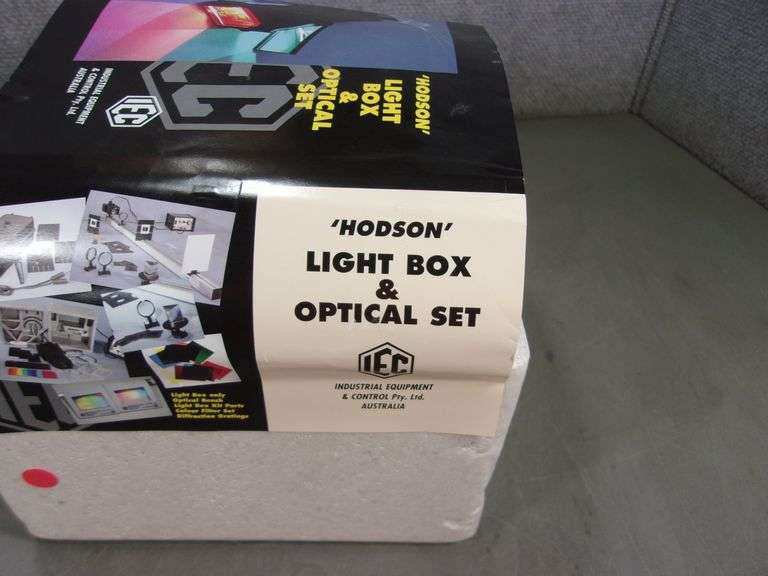 'HODSON'
LIGHT
BOX
&
OPTICAL
SET
IEC
IEC
INDUSTRIAL EQUIPMENT
& CONTROL Pty. Ltd.
AUSTRALIA
'HODSON'
LIGHT BOX
&
OPTICAL SET
IEC
INDUSTRIAL EQUIPMENT
& CONTROL Pty. Ltd.
AUSTRALIA
Light Box only
Optical Bench
Light Box Kit Parts
Colour Filter Set
Diffraction Gratings
IEC